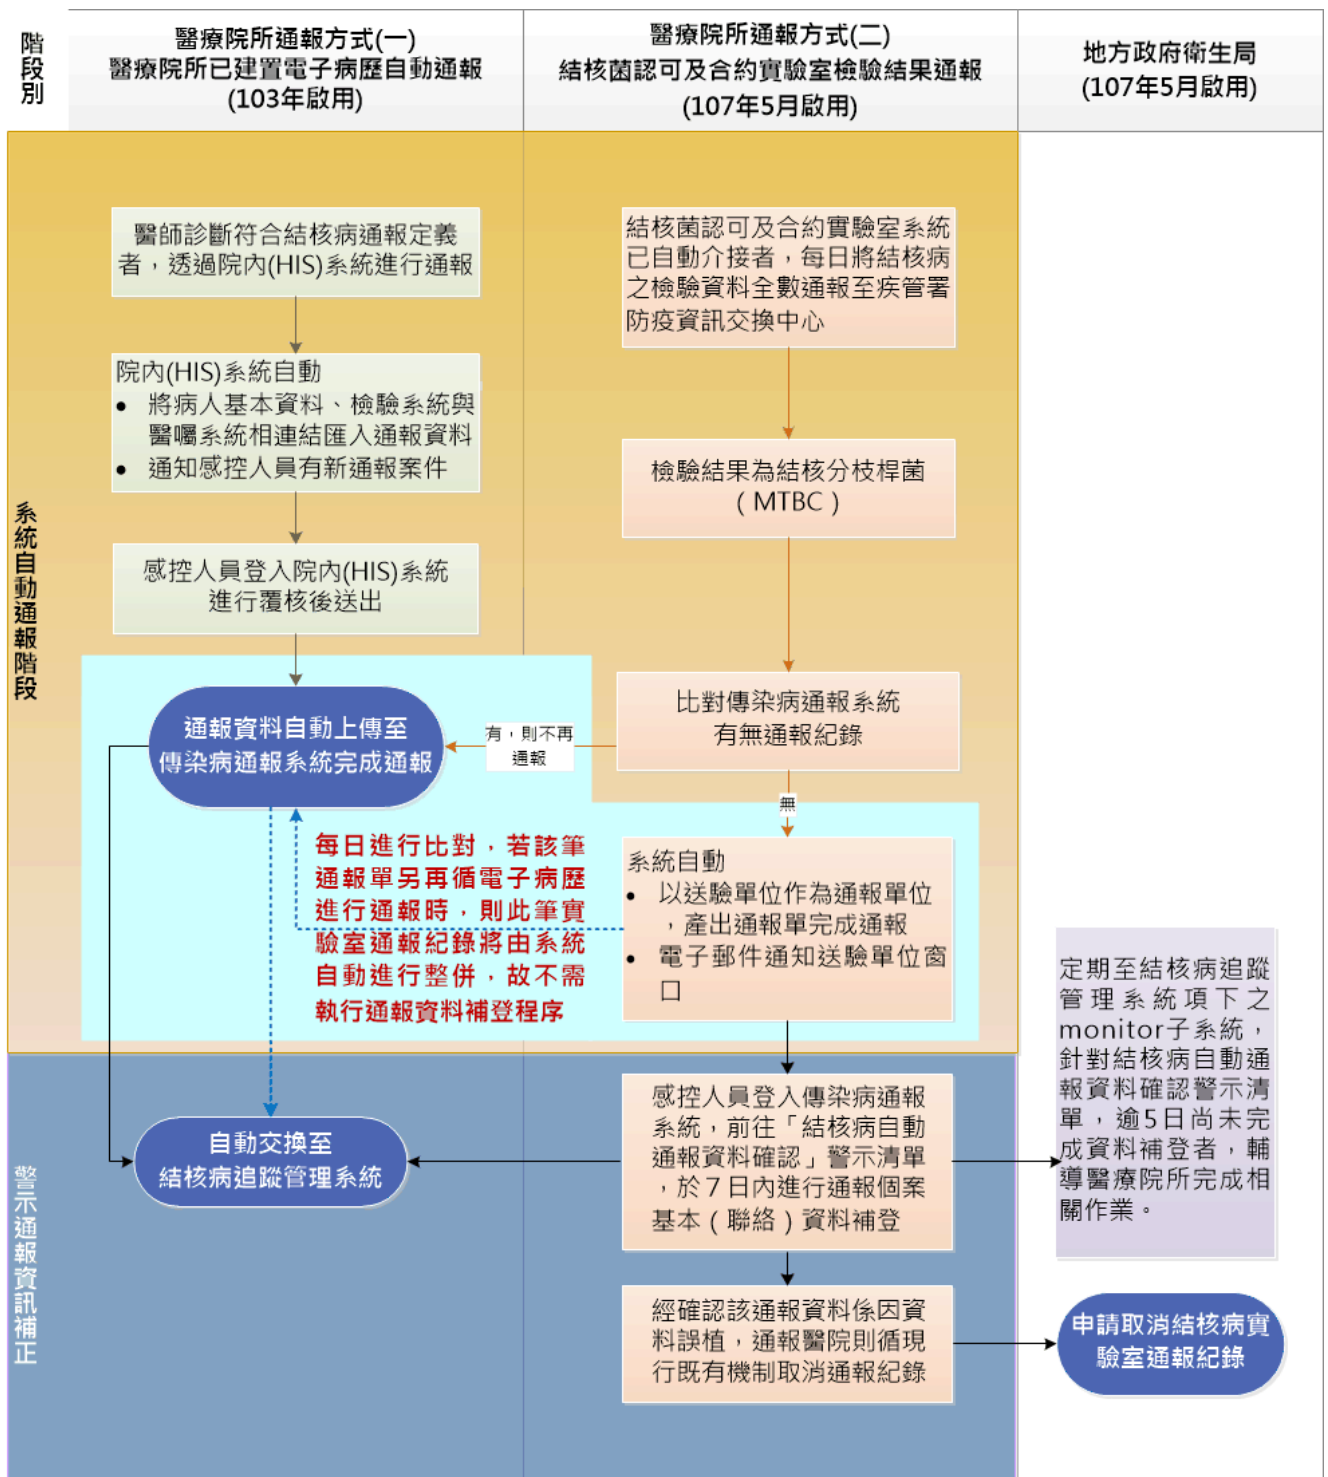 階
段
別
醫療院所通報方式(一)
醫療院所已建置電子病歷自動通報
(103年啟用)
醫療院所通報方式(二)
結核菌認可及合約實驗室檢驗結果通報
(107年5月啟用)
地方政府衛生局
(107年5月啟用)
系統自動通報階段
醫師診斷符合結核病通報定義
者，透過院內(HIS)系統進行通報
院內(HIS)系統自動
• 將病人基本資料、檢驗系統與
醫囑系統相連結匯入通報資料
• 通知感控人員有新通報案件
感控人員登入院內(HIS)系統
進行覆核後送出
通報資料自動上傳至
傳染病通報系統完成通報
結核菌認可及合約實驗室系統
已自動介接者，每日將結核病
之檢驗資料全數通報至疾管署
防疫資訊交換中心
檢驗結果為結核分枝桿菌
（MTBC）
比對傳染病通報系統
有無通報紀錄
有，則不再
通報
無
每日進行比對，若該筆
通報單另再循電子病歷
進行通報時，則此筆實
驗室通報紀錄將由系統
自動進行整併，故不需
執行通報資料補登程序
系統自動
• 以送驗單位作為通報單位
，產出通報單完成通報
• 電子郵件通知送驗單位窗
口
警示通報資訊補正
自動交換至
結核病追蹤管理系統
感控人員登入傳染病通報
系統，前往「結核病自動
通報資料確認」警示清單
，於７日內進行通報個案
基本（聯絡）資料補登
經確認該通報資料係因資
料誤植，通報醫院則循現
行既有機制取消通報紀錄
定期至結核病追蹤
管理系統項下之
monitor子系統，
針對結核病自動通
報資料確認警示清
單，逾5日尚未完
成資料補登者，輔
導醫療院所完成相
關作業。
申請取消結核病實
驗室通報紀錄